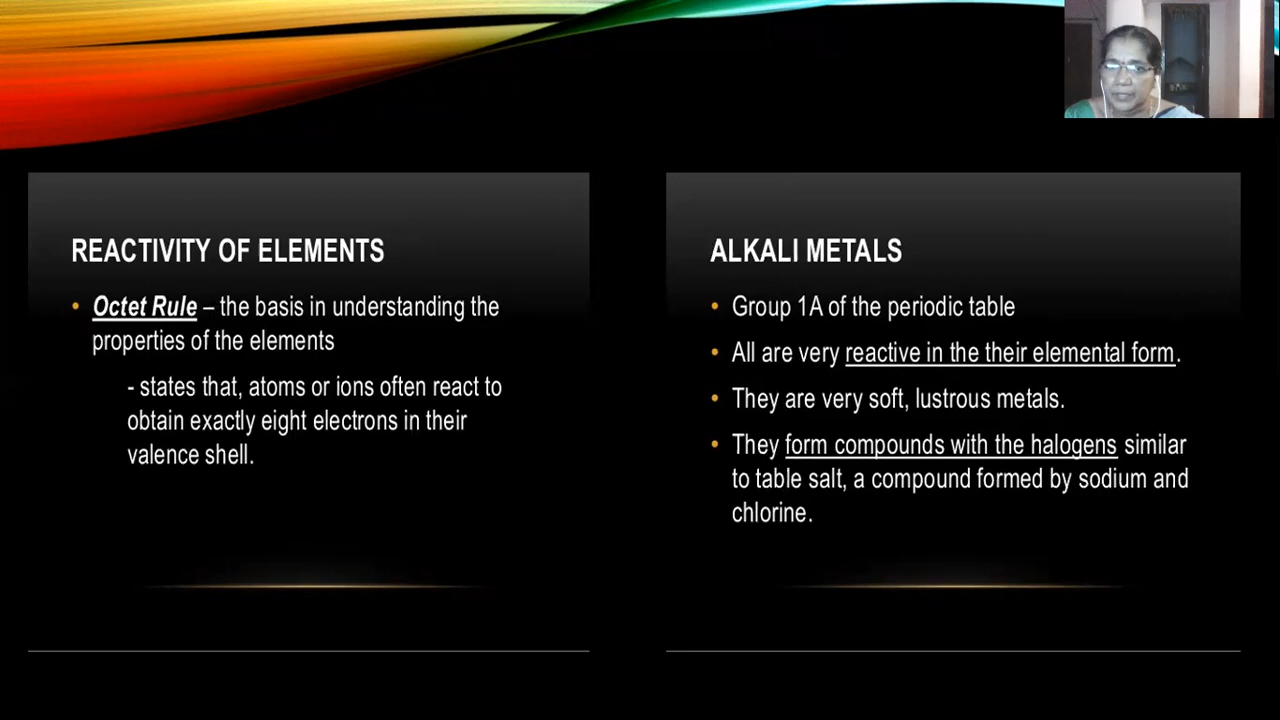 REACTIVITY OF ELEMENTS
• Octet Rule – the basis in understanding the
properties of the elements
- states that, atoms or ions often react to
obtain exactly eight electrons in their
valence shell.
ALKALI METALS
• Group 1A of the periodic table
• All are very reactive in the their elemental form.
• They are very soft, lustrous metals.
• They form compounds with the halogens similar
to table salt, a compound formed by sodium and
chlorine.